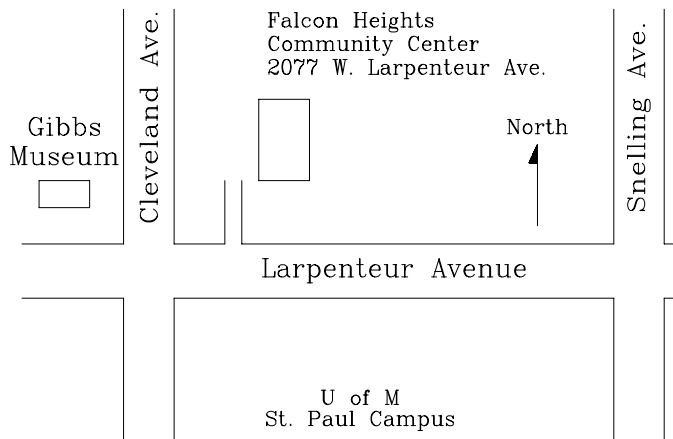 Falcon Heights
Community Center
2077 W. Larpenteur Ave.
Cleveland Ave.
Snelling Ave.
Gibbs
Museum
North
Larpenteur Avenue
U of M
St. Paul Campus